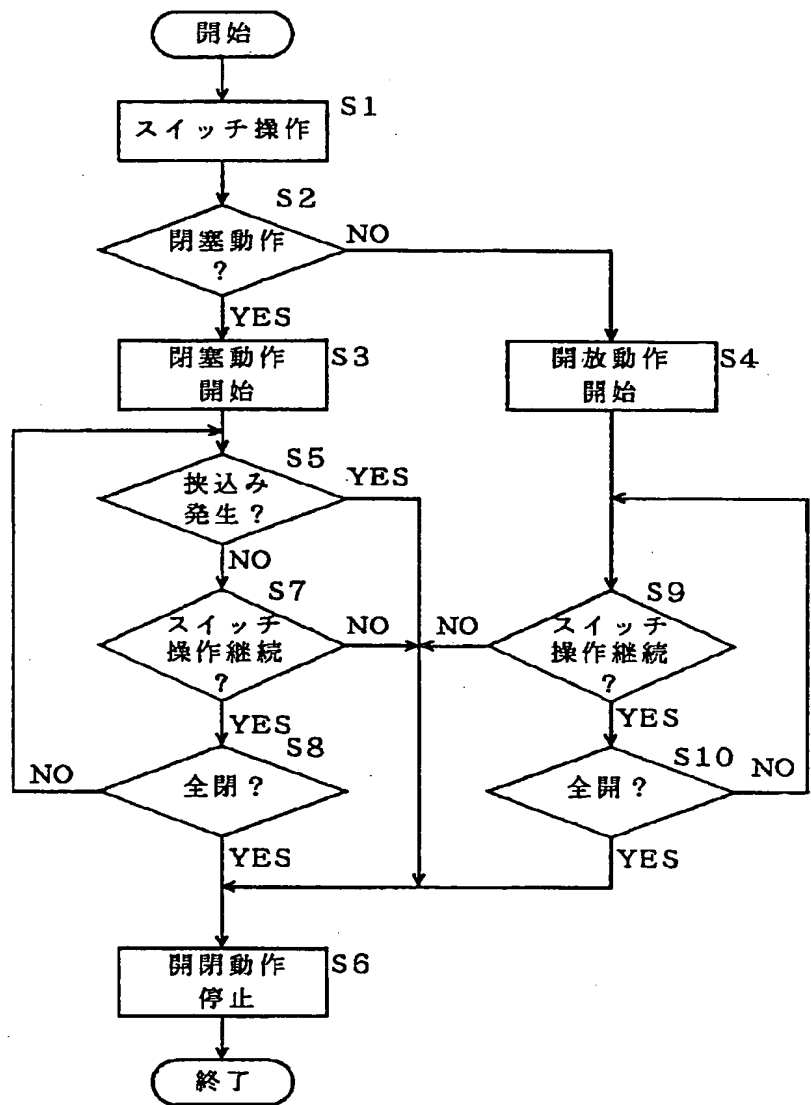 開始
S1
スイッチ操作
S2
閉塞動作
?
NO
YES
閉塞動作
開始
S3
開放動作
開始
S4
S5
挟込み
発生?
YES
NO
S7
スイッチ
操作継続
?
NO
YES
S9
スイッチ
操作継続
?
NO
YES
S8
全閉?
NO
YES
S10
全開?
NO
YES
開閉動作
停止
S6
終了